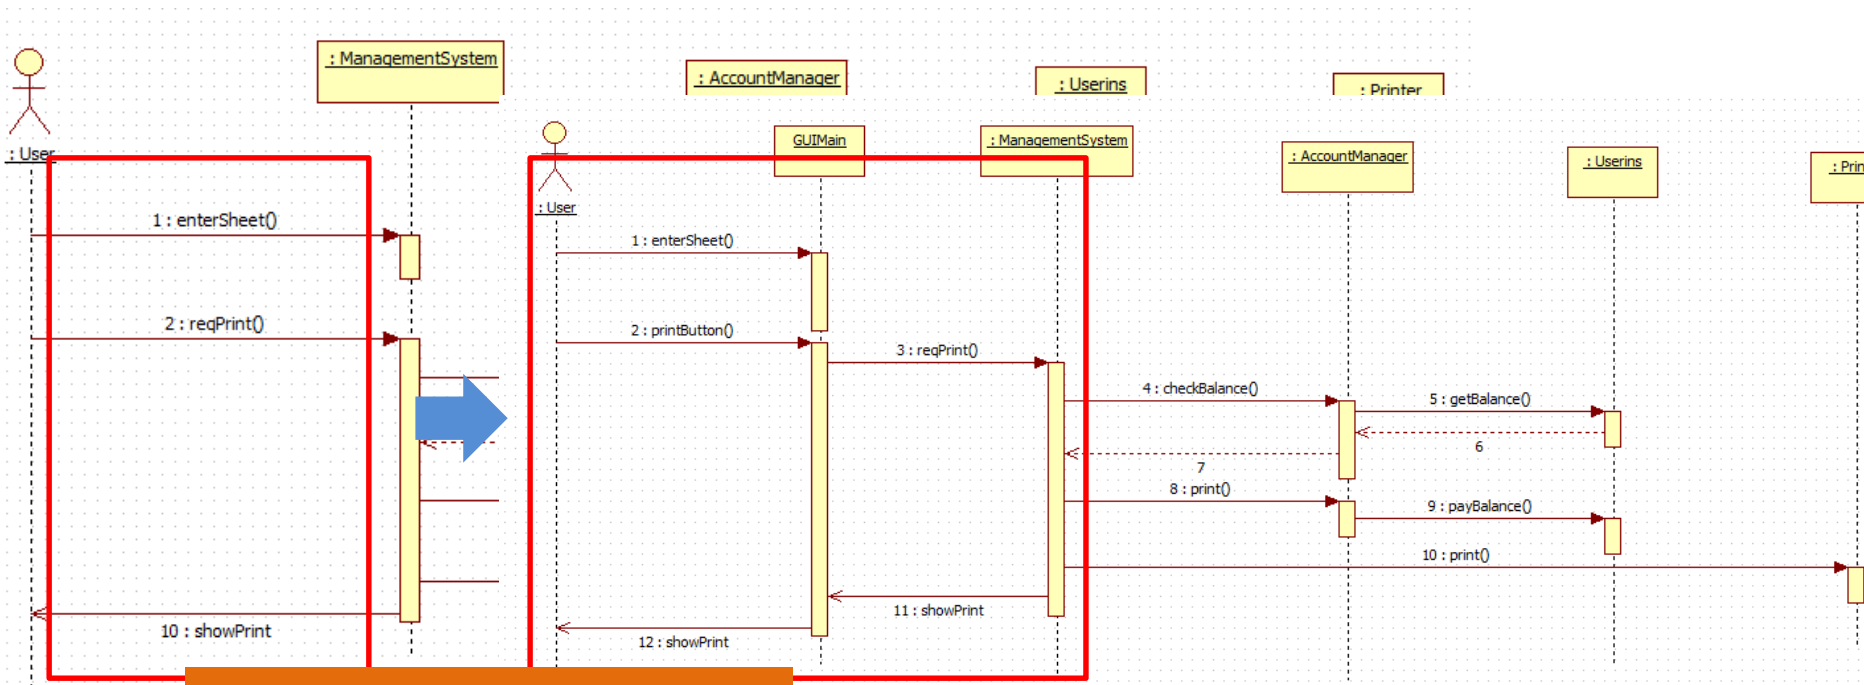 : ManagementSystem
: AccountManager
: Userins
: Printer
: User
1 : enterSheet()
2 : reqPrint()
10 : showPrint
GUIMain
: ManagementSystem
: AccountManager
: Userins
: Prin
: User
1 : enterSheet()
2 : printButton()
3 : reqPrint()
4 : checkBalance()
5 : getBalance()
6
7
8 : print()
9 : payBalance()
10 : print()
11 : showPrint
12 : showPrint